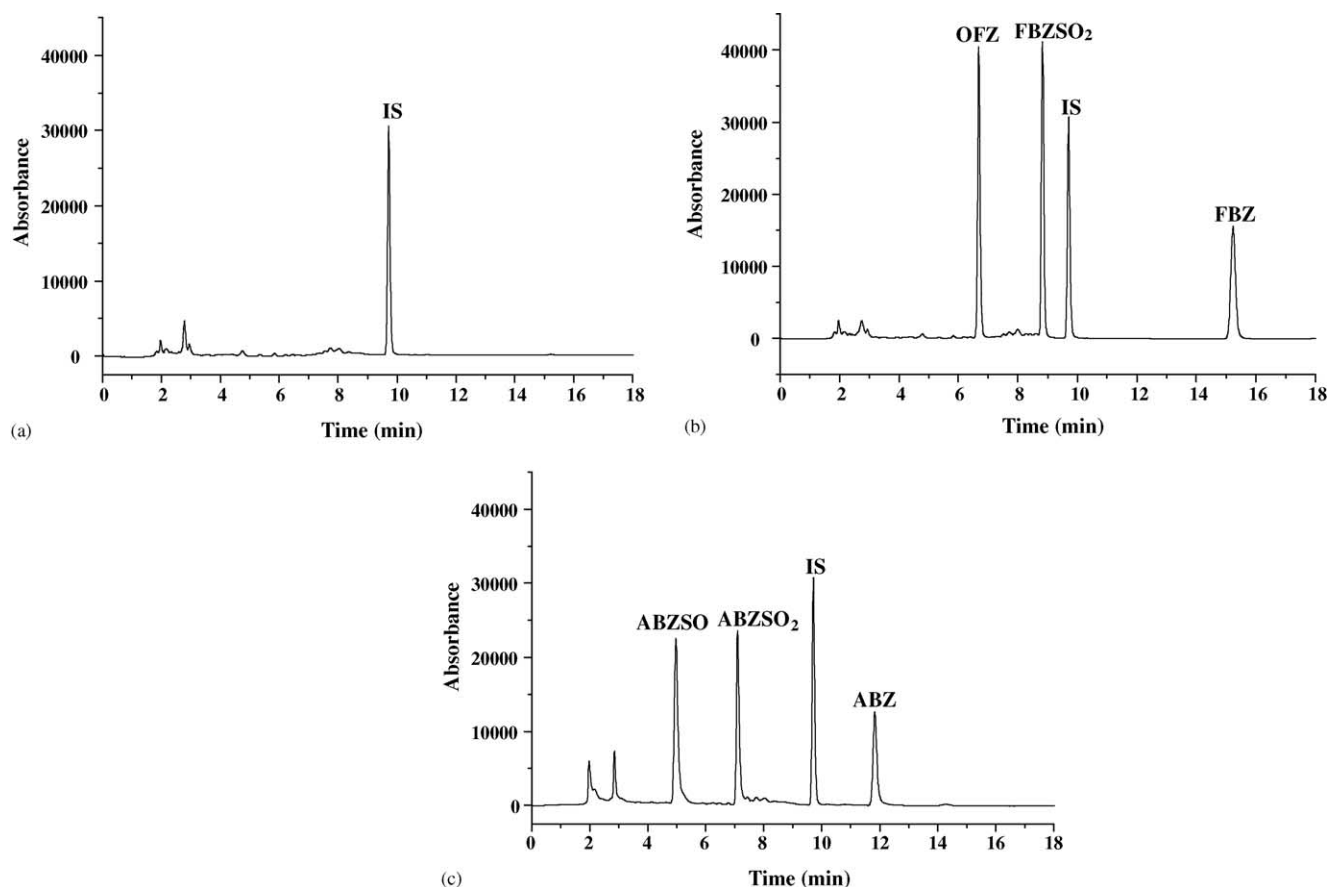 40000
30000
20000
10000
0
Absorbance
IS
0 2 4 6 8 10 12 14 16 18
Time (min)
(a)
40000
30000
20000
10000
0
Absorbance
OFZ
FBZSO₂
IS
FBZ
0 2 4 6 8 10 12 14 16 18
Time (min)
(b)
40000
30000
20000
10000
0
Absorbance
ABZSO
ABZSO₂
IS
ABZ
0 2 4 6 8 10 12 14 16 18
Time (min)
(c)